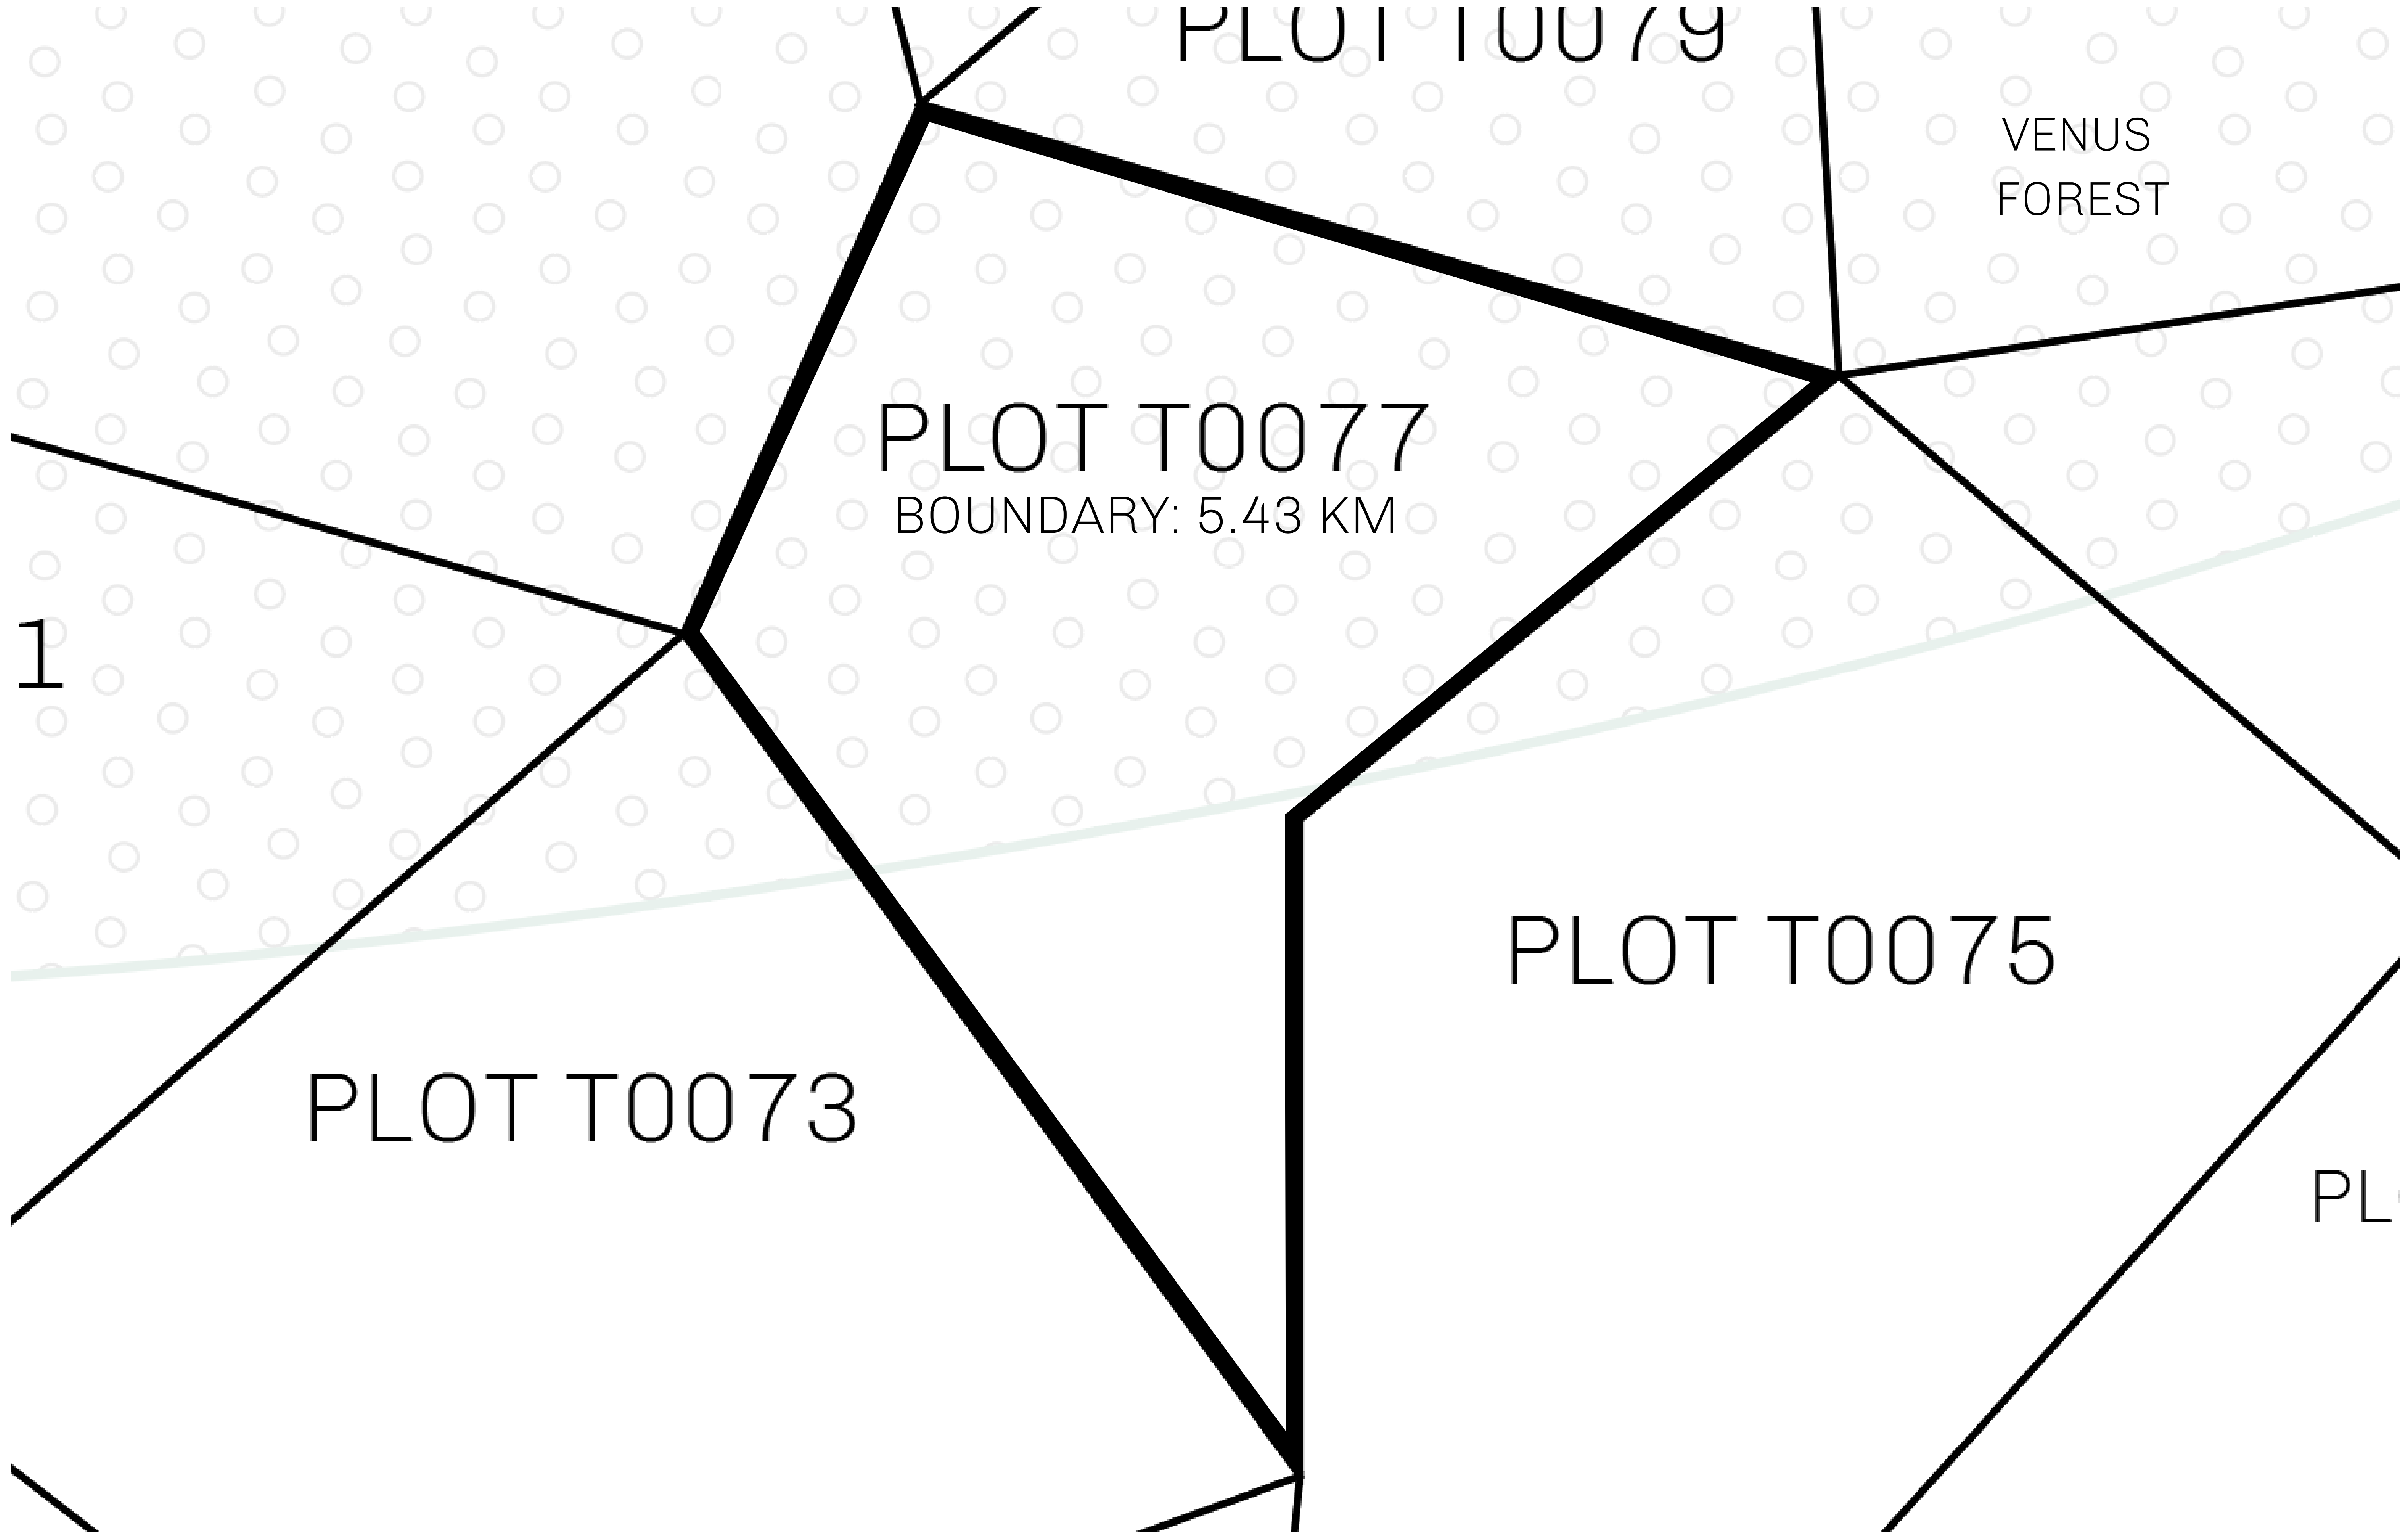 PLOT T0079
VENUS
FOREST
PLOT T0077
BOUNDARY: 5.43 KM
1
PLOT T0075
PLOT T0073
PL